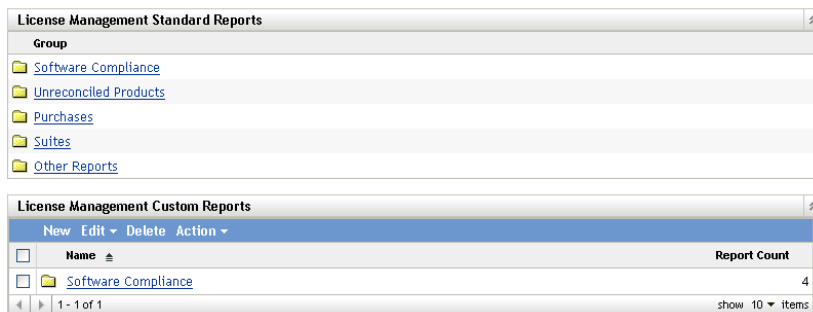 License Management Standard Reports
Group
Software Compliance
Unreconciled Products
Purchases
Suites
Other Reports
License Management Custom Reports
New Edit Delete Action
Name Report Count
Software Compliance 4
1 - 1 of 1 show 10 items